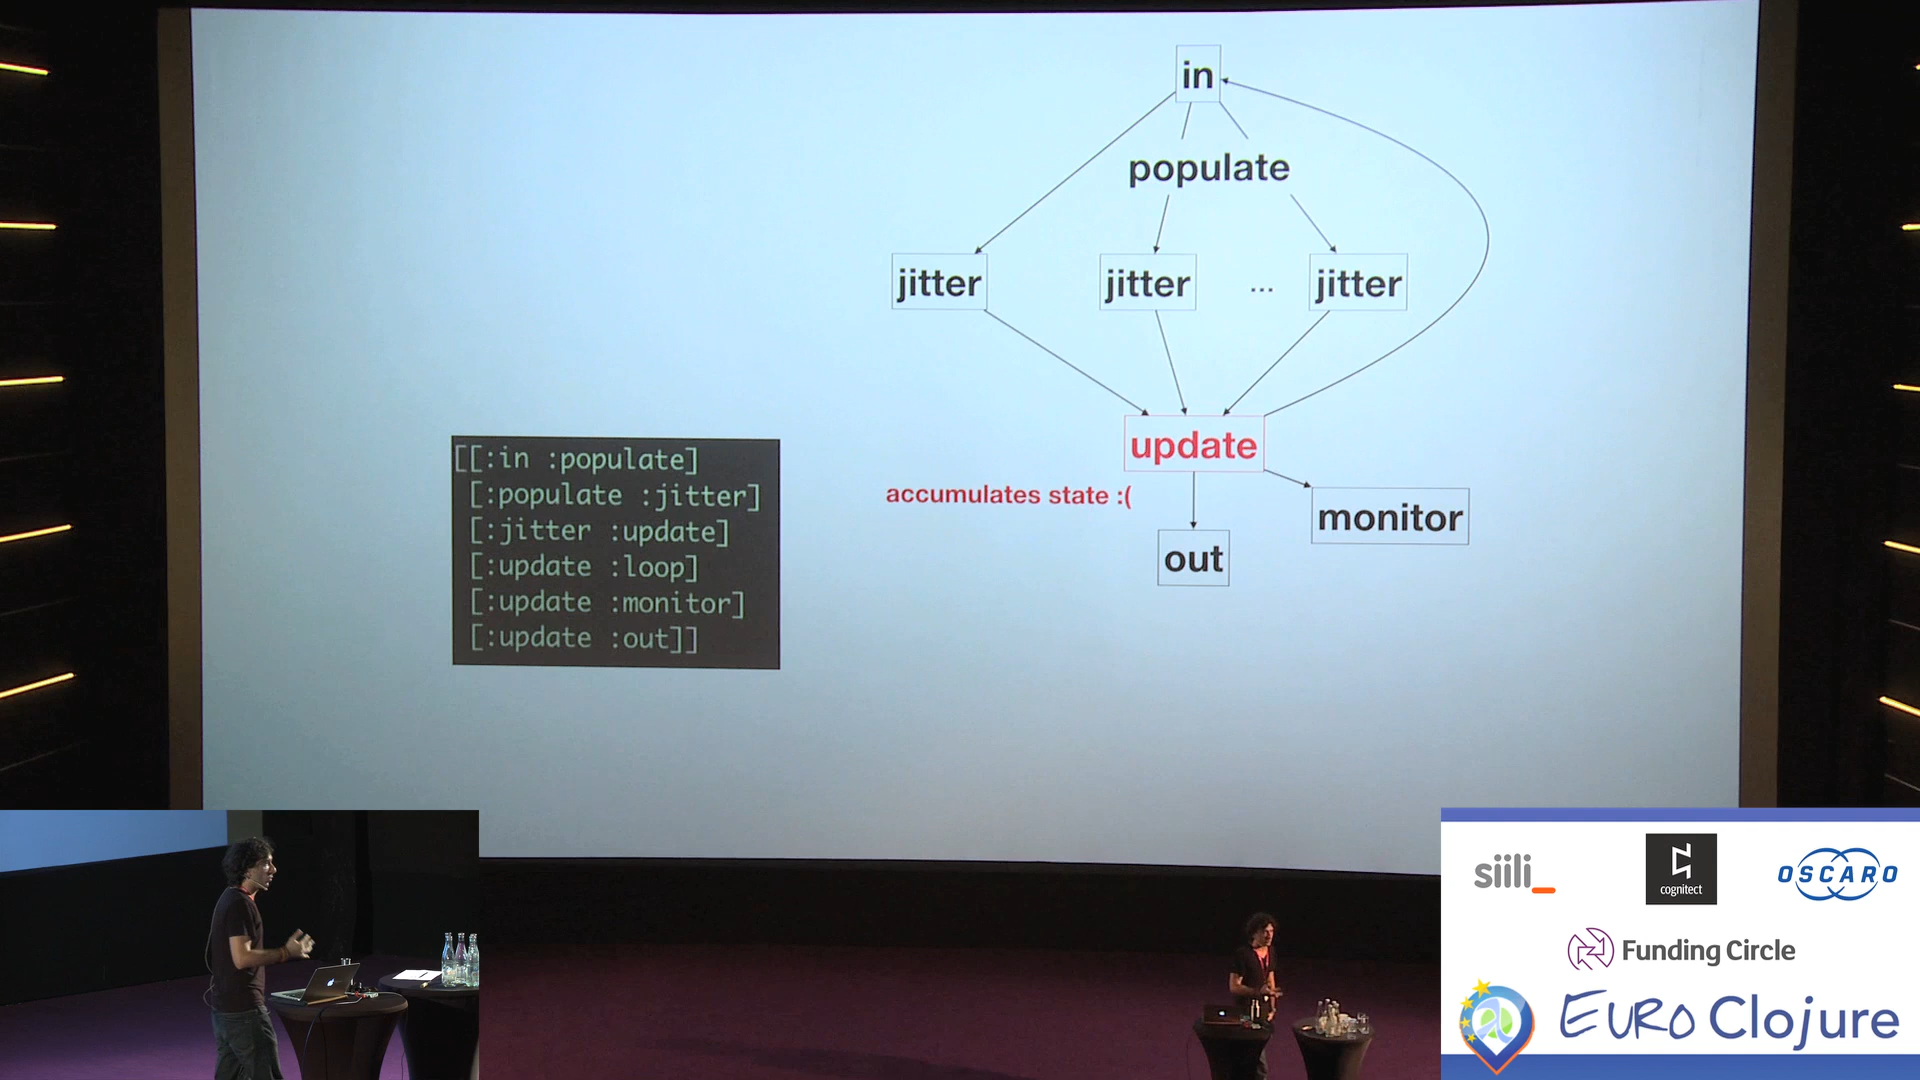 in
populate
jitter
jitter
...
jitter
update
accumulates state :(
monitor
out
[[:in :populate]
[:populate :jitter]
[:jitter :update]
[:update :loop]
[:update :monitor]
[:update :out]]
siili_
cognitect
OSCARO
Funding Circle
EURO Clojure